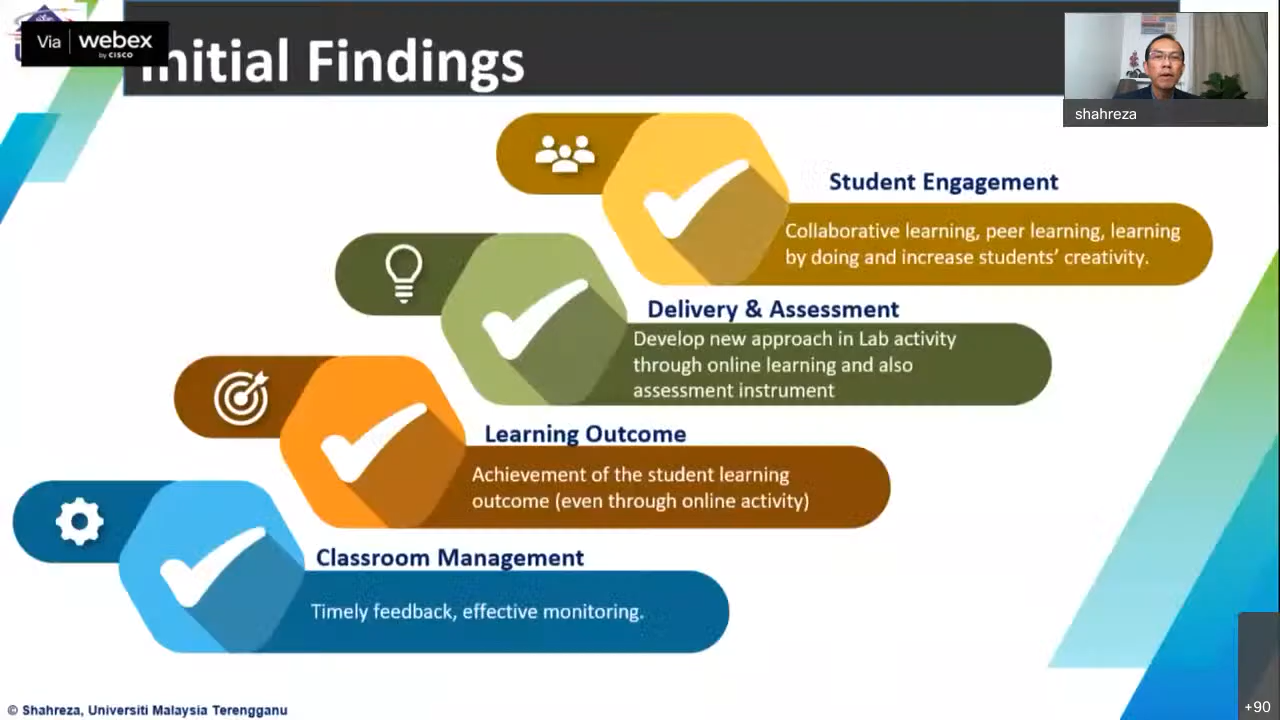 Via webex
by CISCO
Initial Findings
shahreza
Student Engagement
Collaborative learning, peer learning, learning
by doing and increase students’ creativity.
Delivery & Assessment
Develop new approach in Lab activity
through online learning and also
assessment instrument
Learning Outcome
Achievement of the student learning
outcome (even through online activity)
Classroom Management
Timely feedback, effective monitoring.
© Shahreza, Universiti Malaysia Terengganu
+90